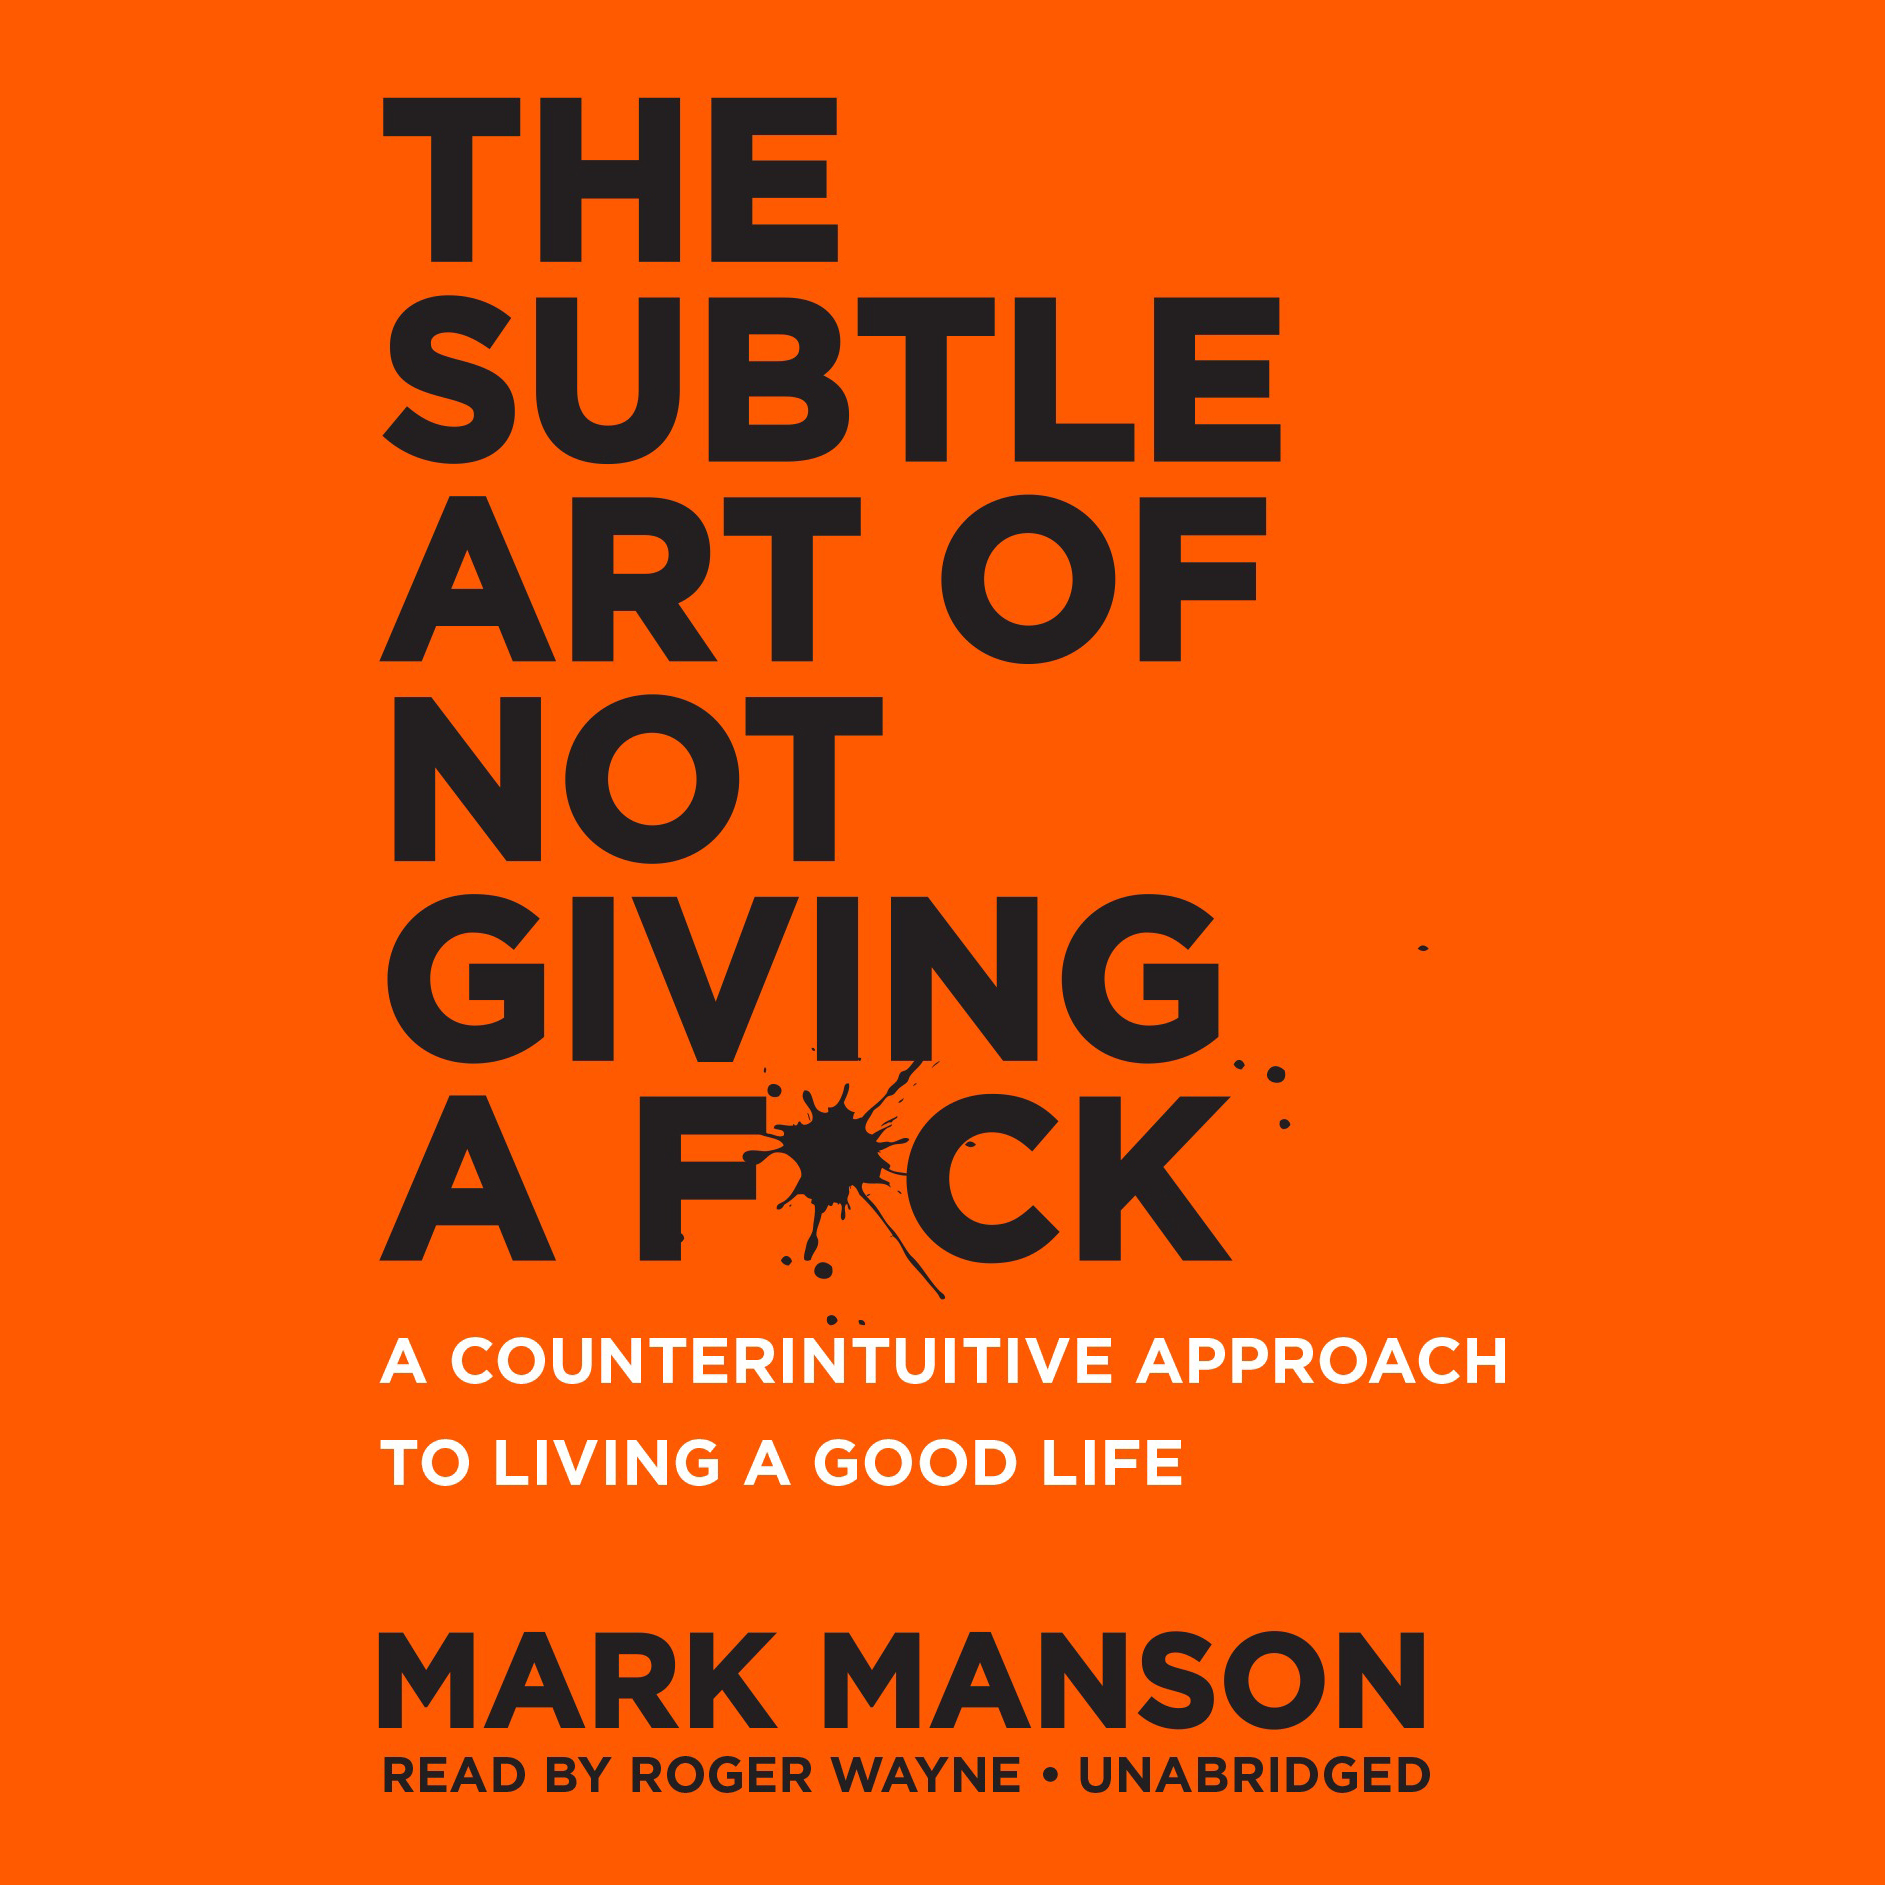 THE
SUBTLE
ART OF
NOT
GIVING
A F CK
A COUNTERINTUITIVE APPROACH
TO LIVING A GOOD LIFE
MARK MANSON
READ BY ROGER WAYNE • UNABRIDGED